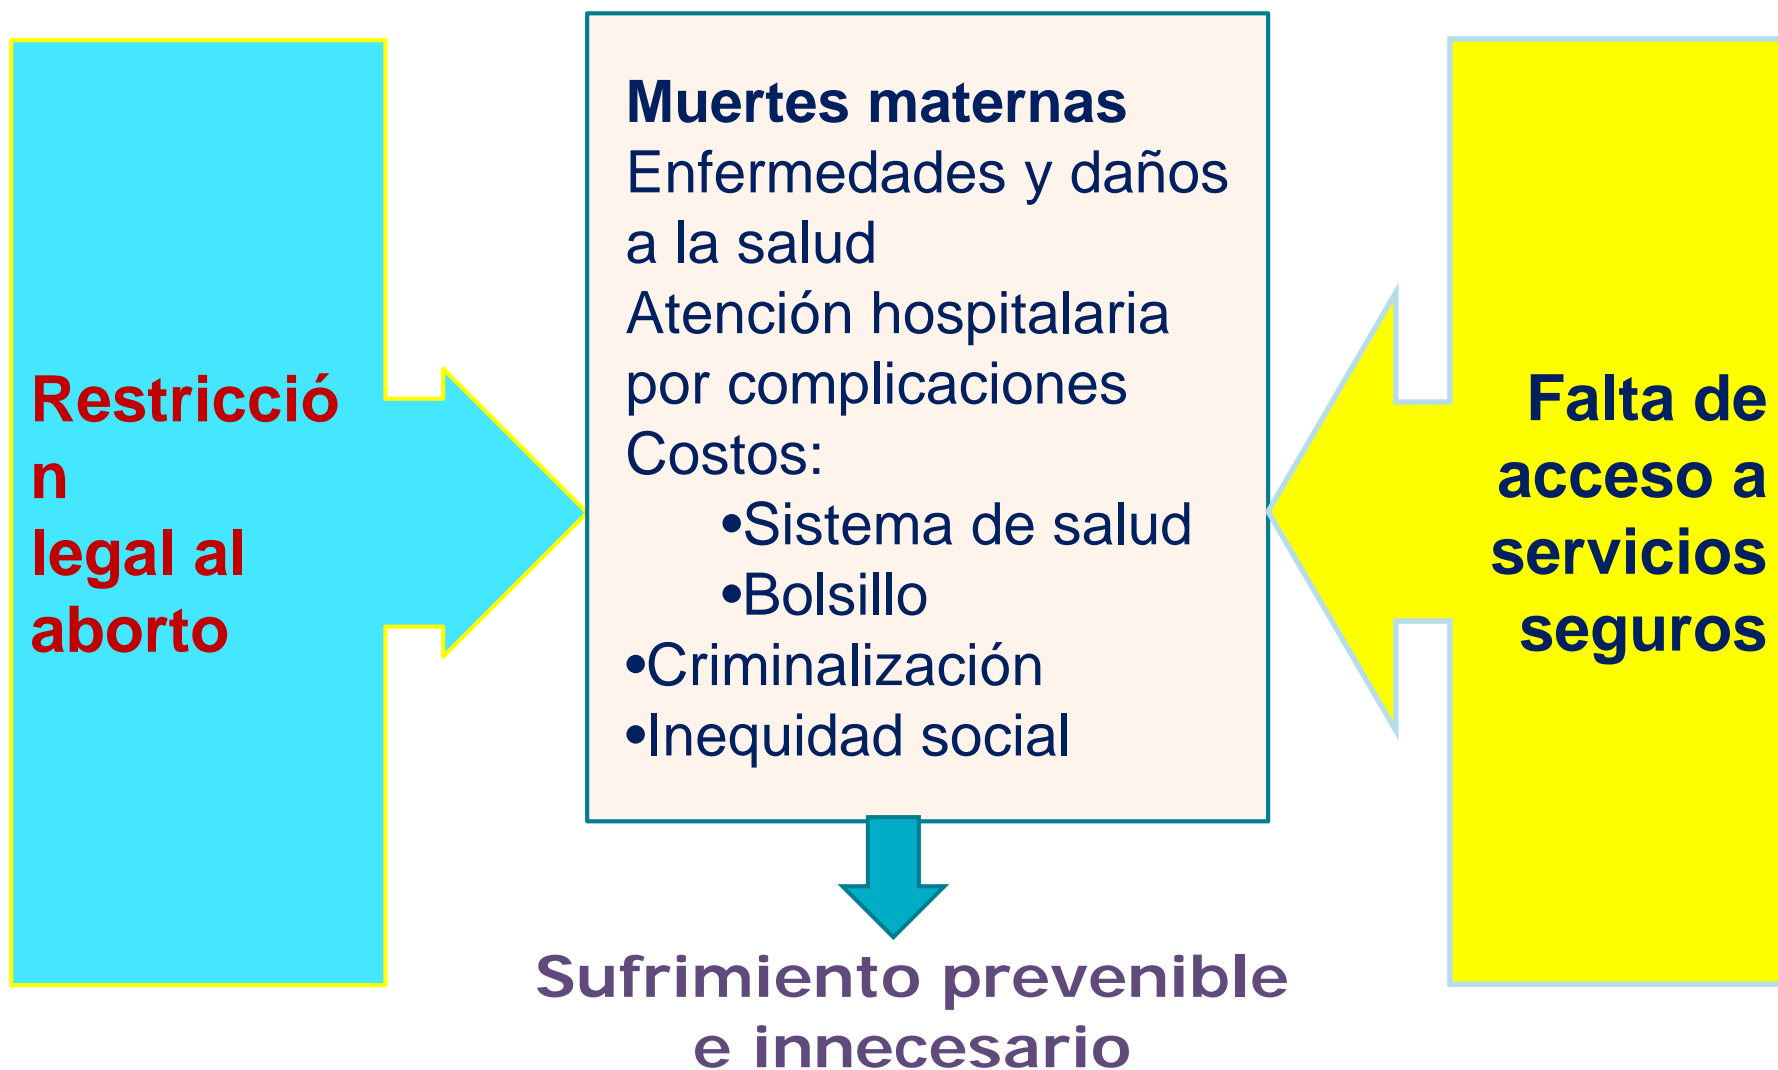 Restricció
n
legal al
aborto
Muertes maternas
Enfermedades y daños
a la salud
Atención hospitalaria
por complicaciones
Costos:
•Sistema de salud
•Bolsillo
•Criminalización
•Inequidad social
Falta de
acceso a
servicios
seguros
Sufrimiento prevenible
e innecesario